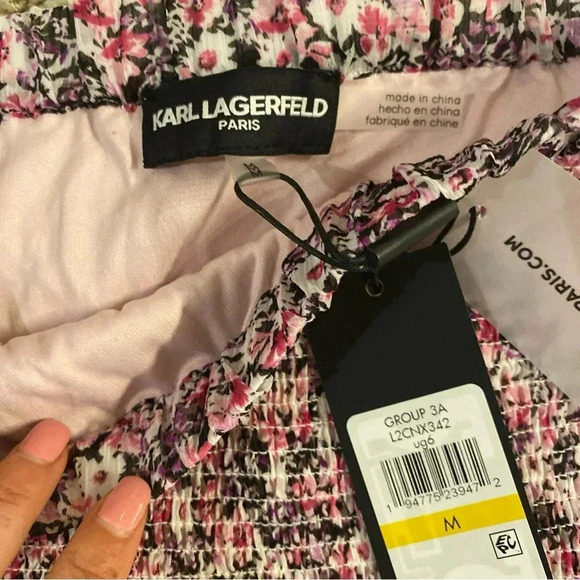 KARL LAGERFELD
PARIS
made in china
hecho en china
fabriqué en chine
PARIS.COM
GROUP 3A
L2CNX342
ug6
1 94775 23947 2
M